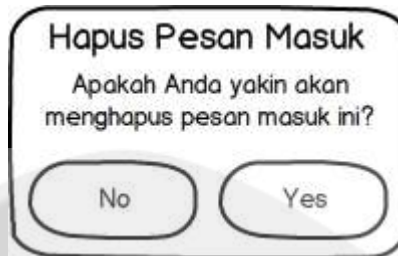 Hapus Pesan Masuk
Apakah Anda yakin akan
menghapus pesan masuk ini?
No
Yes